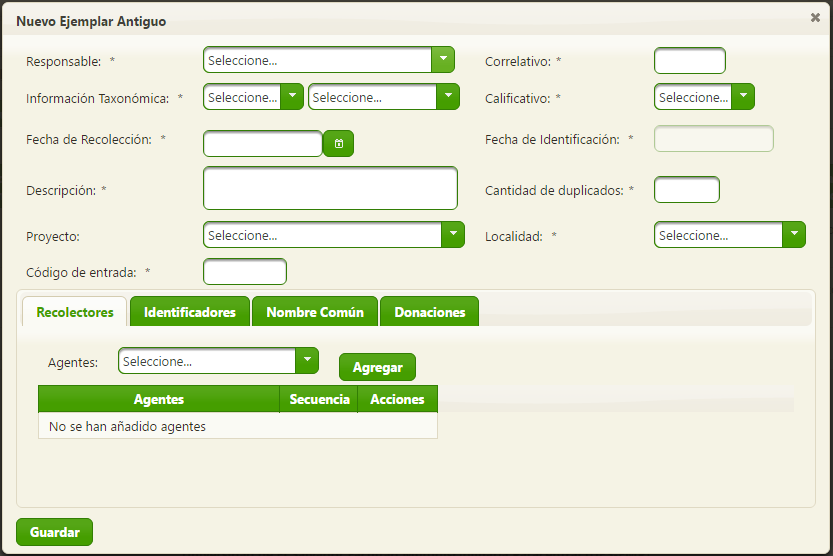 Nuevo Ejemplar Antiguo
Responsable: * Seleccione... Correlativo: *
Información Taxonómica: * Seleccione... Seleccione... Calificativo: * Seleccione...
Fecha de Recolección: * Fecha de Identificación: *
Descripción: * Cantidad de duplicados: *
Proyecto: Seleccione... Localidad: * Seleccione...
Código de entrada: *
Recolectores Identificadores Nombre Común Donaciones
Agentes: Seleccione... Agregar
Agentes Secuencia Acciones
No se han añadido agentes
Guardar